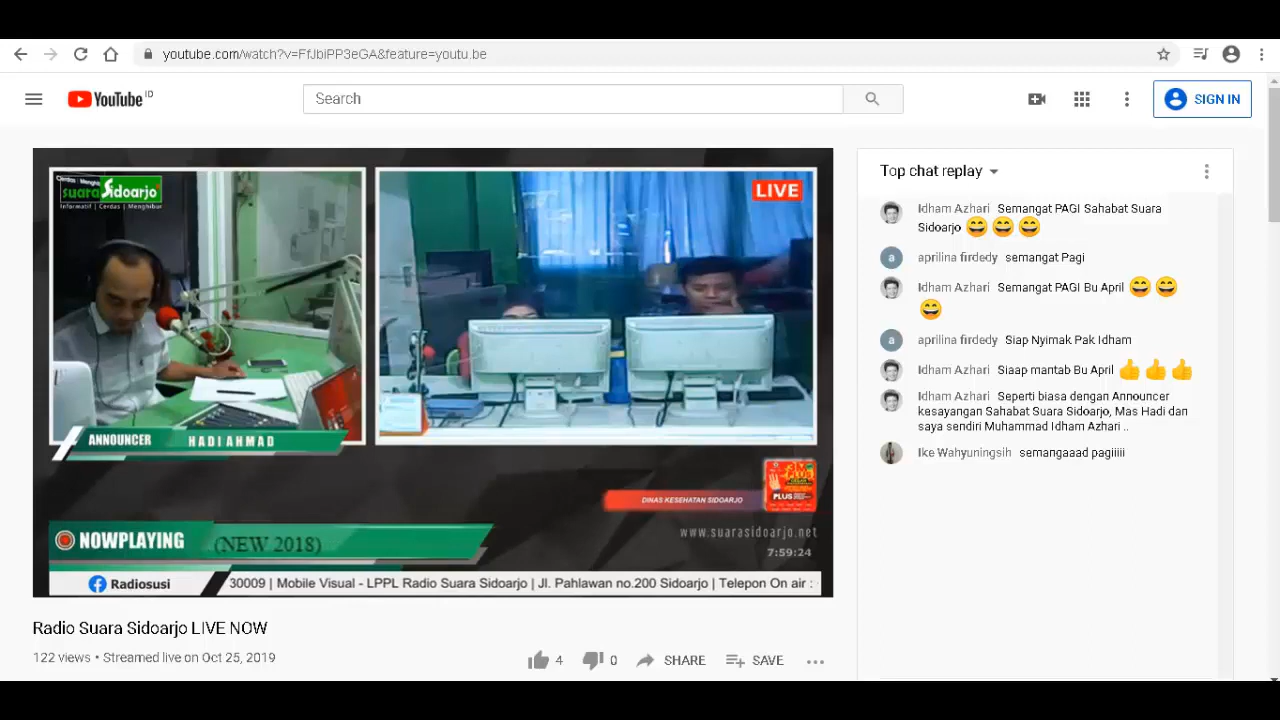 youtube.com/watch?v=FfJbiPP3eGA&feature=youtu.be
YouTube ID
Search
SIGN IN
suara Sidoarjo
Informatif | Cerdas | Menghibur
LIVE
ANNOUNCER HADI AHMAD
DINAS KESEHATAN SIDOARJO
PLUS
www.suarasidoarjo.net
NOWPLAYING (NEW 2018)
7:59:24
Radiosusi 30009 | Mobile Visual - LPPL Radio Suara Sidoarjo | Jl. Pahlawan no.200 Sidoarjo | Telepon On air :
Radio Suara Sidoarjo LIVE NOW
122 views • Streamed live on Oct 25, 2019
4 0 SHARE SAVE
Top chat replay
Idham Azhari Semangat PAGI Sahabat Suara
Sidoarjo 😄 😄 😄
aprilina firdedy semangat Pagi
Idham Azhari Semangat PAGI Bu April 😄 😄
😄
aprilina firdedy Siap Nyimak Pak Idham
Idham Azhari Siaap mantab Bu April 👍 👍 👍
Idham Azhari Seperti biasa dengan Announcer
kesayangan Sahabat Suara Sidoarjo, Mas Hadi dan
saya sendiri Muhammad Idham Azhari ..
Ike Wahyuningsih semangaaad pagiiiii